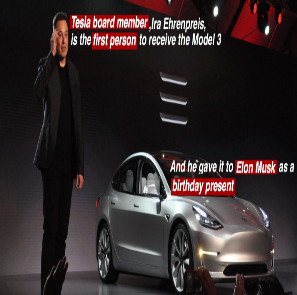 Tesla board member ,Ira Ehrenpreis,
is the first person to receive the Model 3
And he gave it to Elon Musk as a
birthday present